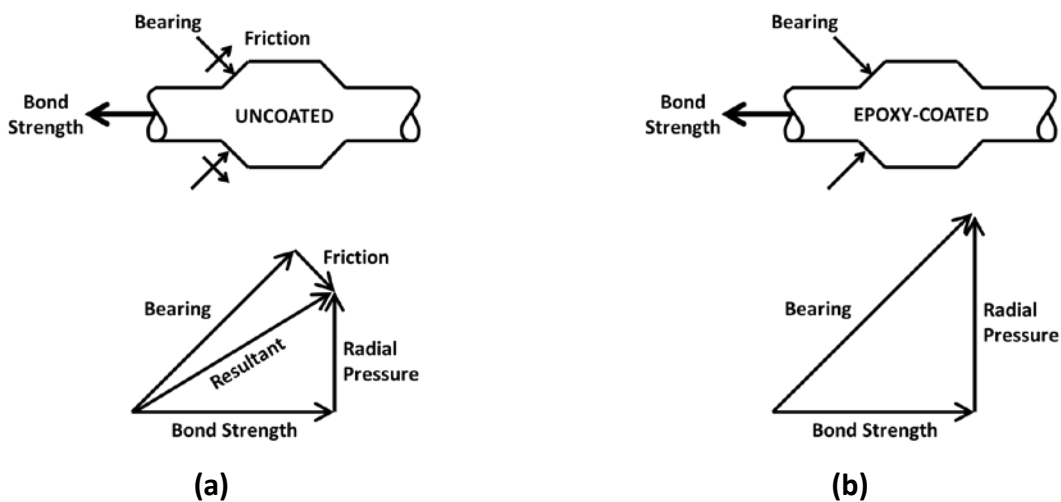 Bearing
Friction
Bond
Strength
UNCOATED
Friction
Bearing
Resultant
Radial
Pressure
Bond Strength
(a)
Bearing
Bond
Strength
EPOXY-COATED
Bearing
Radial
Pressure
Bond Strength
(b)